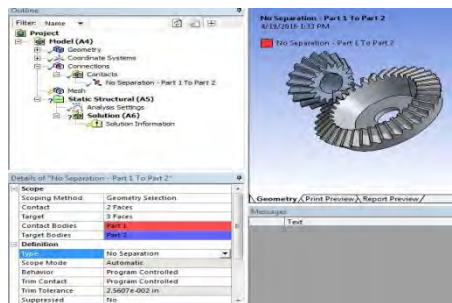 Outline
Filter: Name
Project
Model (A4)
Geometry
Coordinate Systems
Connections
Contacts
No Separation - Part 1 To Part 2
Mesh
Static Structural (A5)
Analysis Settings
Solution (A6)
Solution Information
Details of "No Separation - Part 1 To Part 2"
Scope
Scoping Method Geometry Selection
Contact 2 Faces
Target 3 Faces
Contact Bodies Part 1
Target Bodies Part 2
Definition
Type No Separation
Scope Mode Automatic
Behavior Program Controlled
Trim Contact Program Controlled
Trim Tolerance 2.5607e-002 in
Suppressed No
No Separation - Part 1 To Part 2
4/19/2016 1:33 PM
No Separation - Part 1 To Part 2
Geometry Print Preview Report Preview
Messages
Text